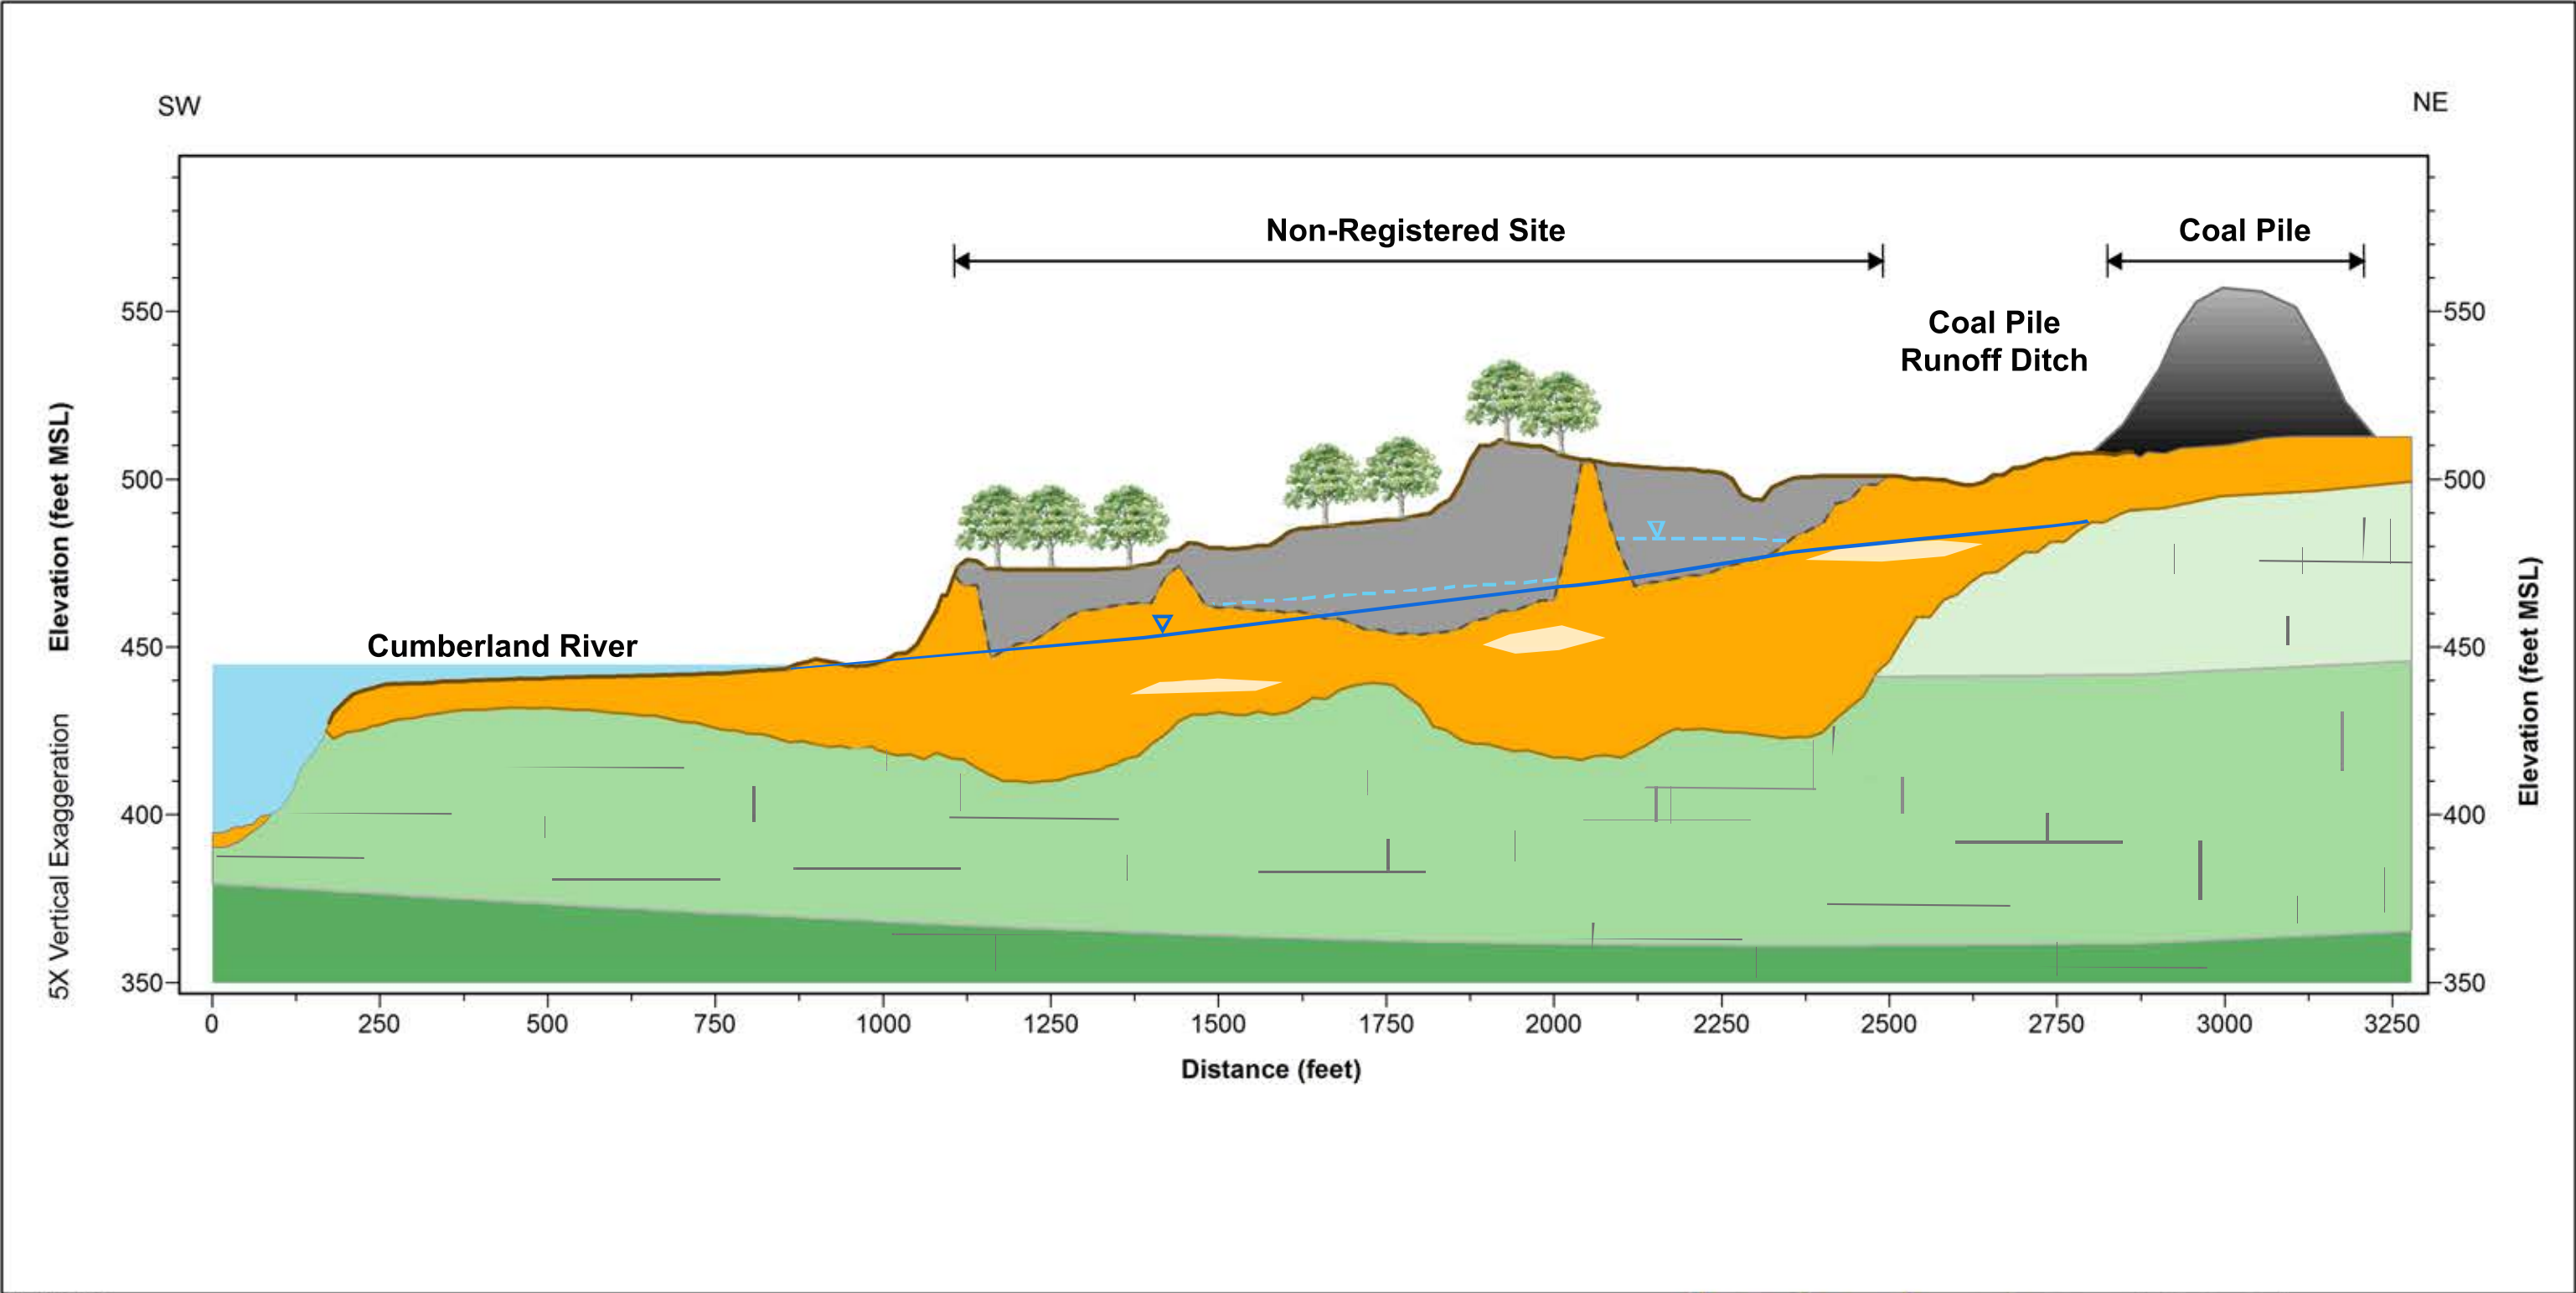 SW
NE
Non-Registered Site
Coal Pile
Coal Pile
Runoff Ditch
Cumberland River
Elevation (feet MSL)
5X Vertical Exaggeration
550
500
450
400
350
550
500
450
400
350
Elevation (feet MSL)
0 250 500 750 1000 1250 1500 1750 2000 2250 2500 2750 3000 3250
Distance (feet)